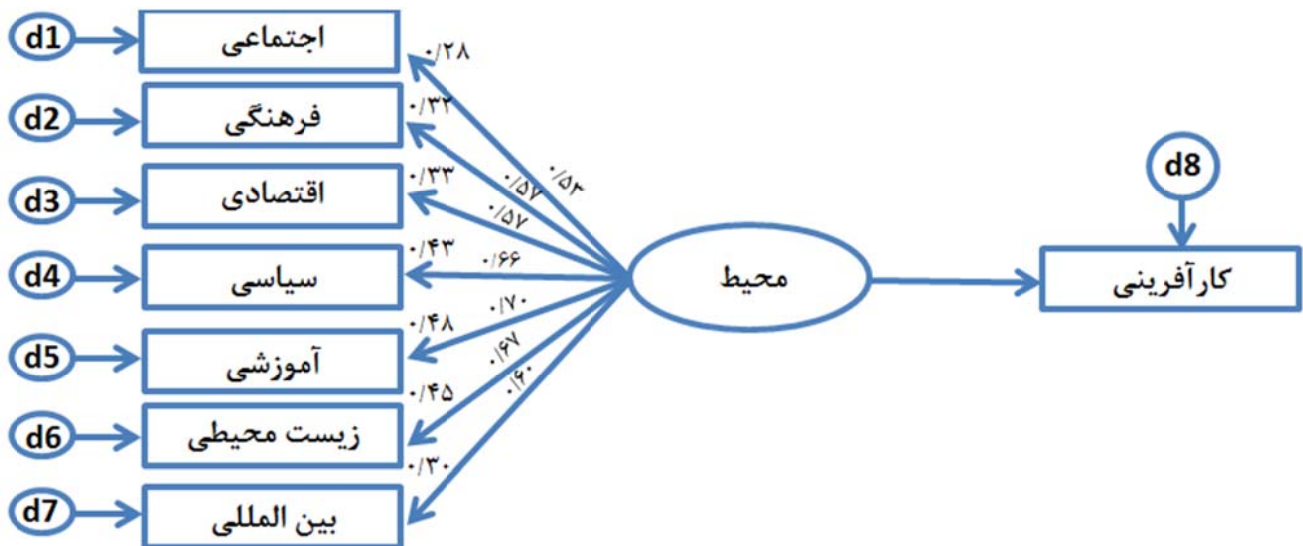 d1
اجتماعی
۰/۲۸
d2
فرهنگی
۰/۳۲
d3
اقتصادی
۰/۳۳
d4
سیاسی
۰/۴۳
d5
آموزشی
۰/۴۸
d6
زیست محیطی
۰/۴۵
d7
بین المللی
۰/۳۰
۰/۵۳
۰/۵۷
۰/۵۷
۰/۶۶
۰/۷۰
۰/۶۷
۰/۶۰
محیط
d8
کارآفرینی